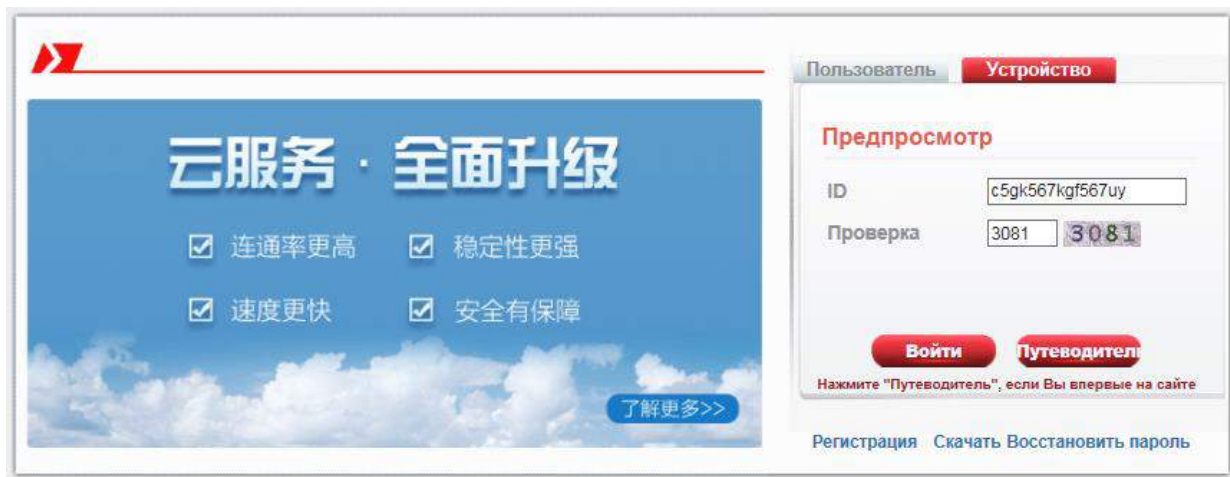 云服务·全面升级
连通率更高 稳定性更强
速度更快 安全有保障
了解更多>>
Пользователь Устройство
Предпросмотр
ID c5gk567kgf567uy
Проверка 3081 3081
Войти Путеводител
Нажмите "Путеводитель", если Вы впервые на сайте
Регистрация Скачать Восстановить пароль